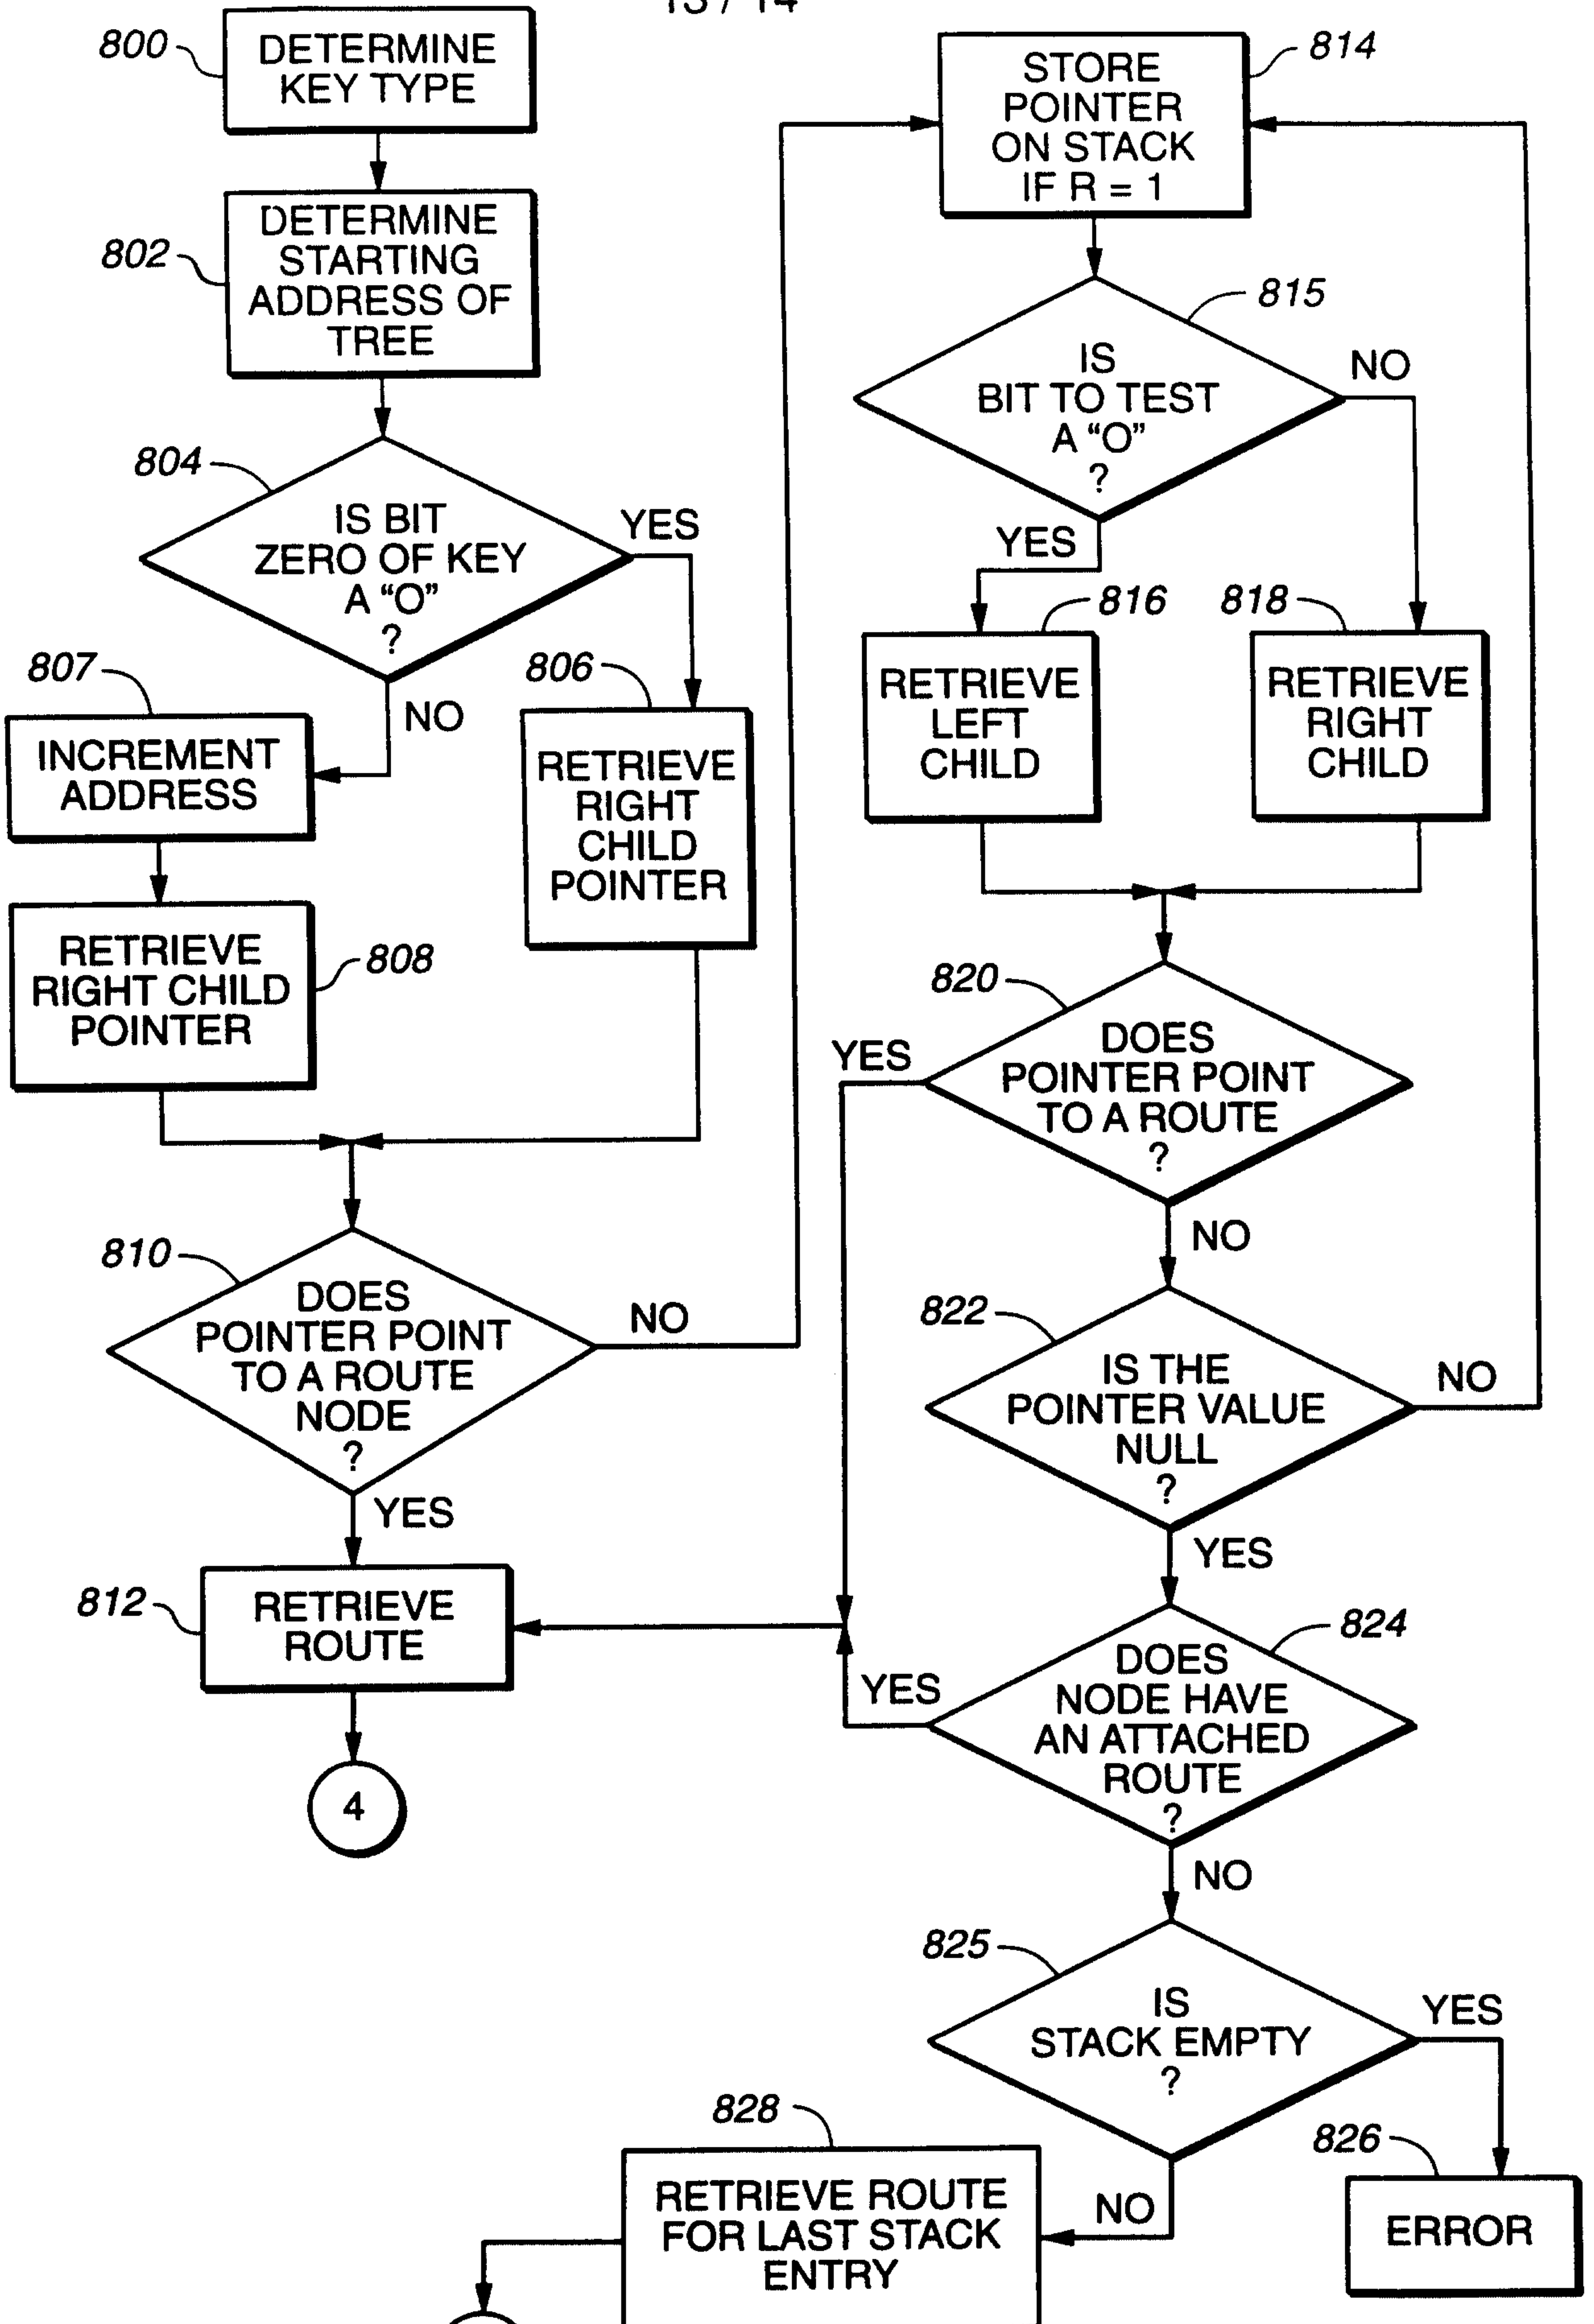 13 / 14
800
DETERMINE
KEY TYPE
802
DETERMINE
STARTING
ADDRESS OF
TREE
804
IS BIT
ZERO OF KEY
A “O”
?
YES
NO
807
INCREMENT
ADDRESS
806
RETRIEVE
RIGHT
CHILD
POINTER
808
RETRIEVE
RIGHT CHILD
POINTER
810
DOES
POINTER POINT
TO A ROUTE
NODE
?
NO
YES
812
RETRIEVE
ROUTE
4
814
STORE
POINTER
ON STACK
IF R = 1
815
IS
BIT TO TEST
A “O”
?
NO
YES
816
RETRIEVE
LEFT
CHILD
818
RETRIEVE
RIGHT
CHILD
820
DOES
POINTER POINT
TO A ROUTE
?
YES
NO
822
IS THE
POINTER VALUE
NULL
?
NO
YES
824
DOES
NODE HAVE
AN ATTACHED
ROUTE
?
YES
NO
825
IS
STACK EMPTY
?
YES
NO
826
ERROR
828
RETRIEVE ROUTE
FOR LAST STACK
ENTRY